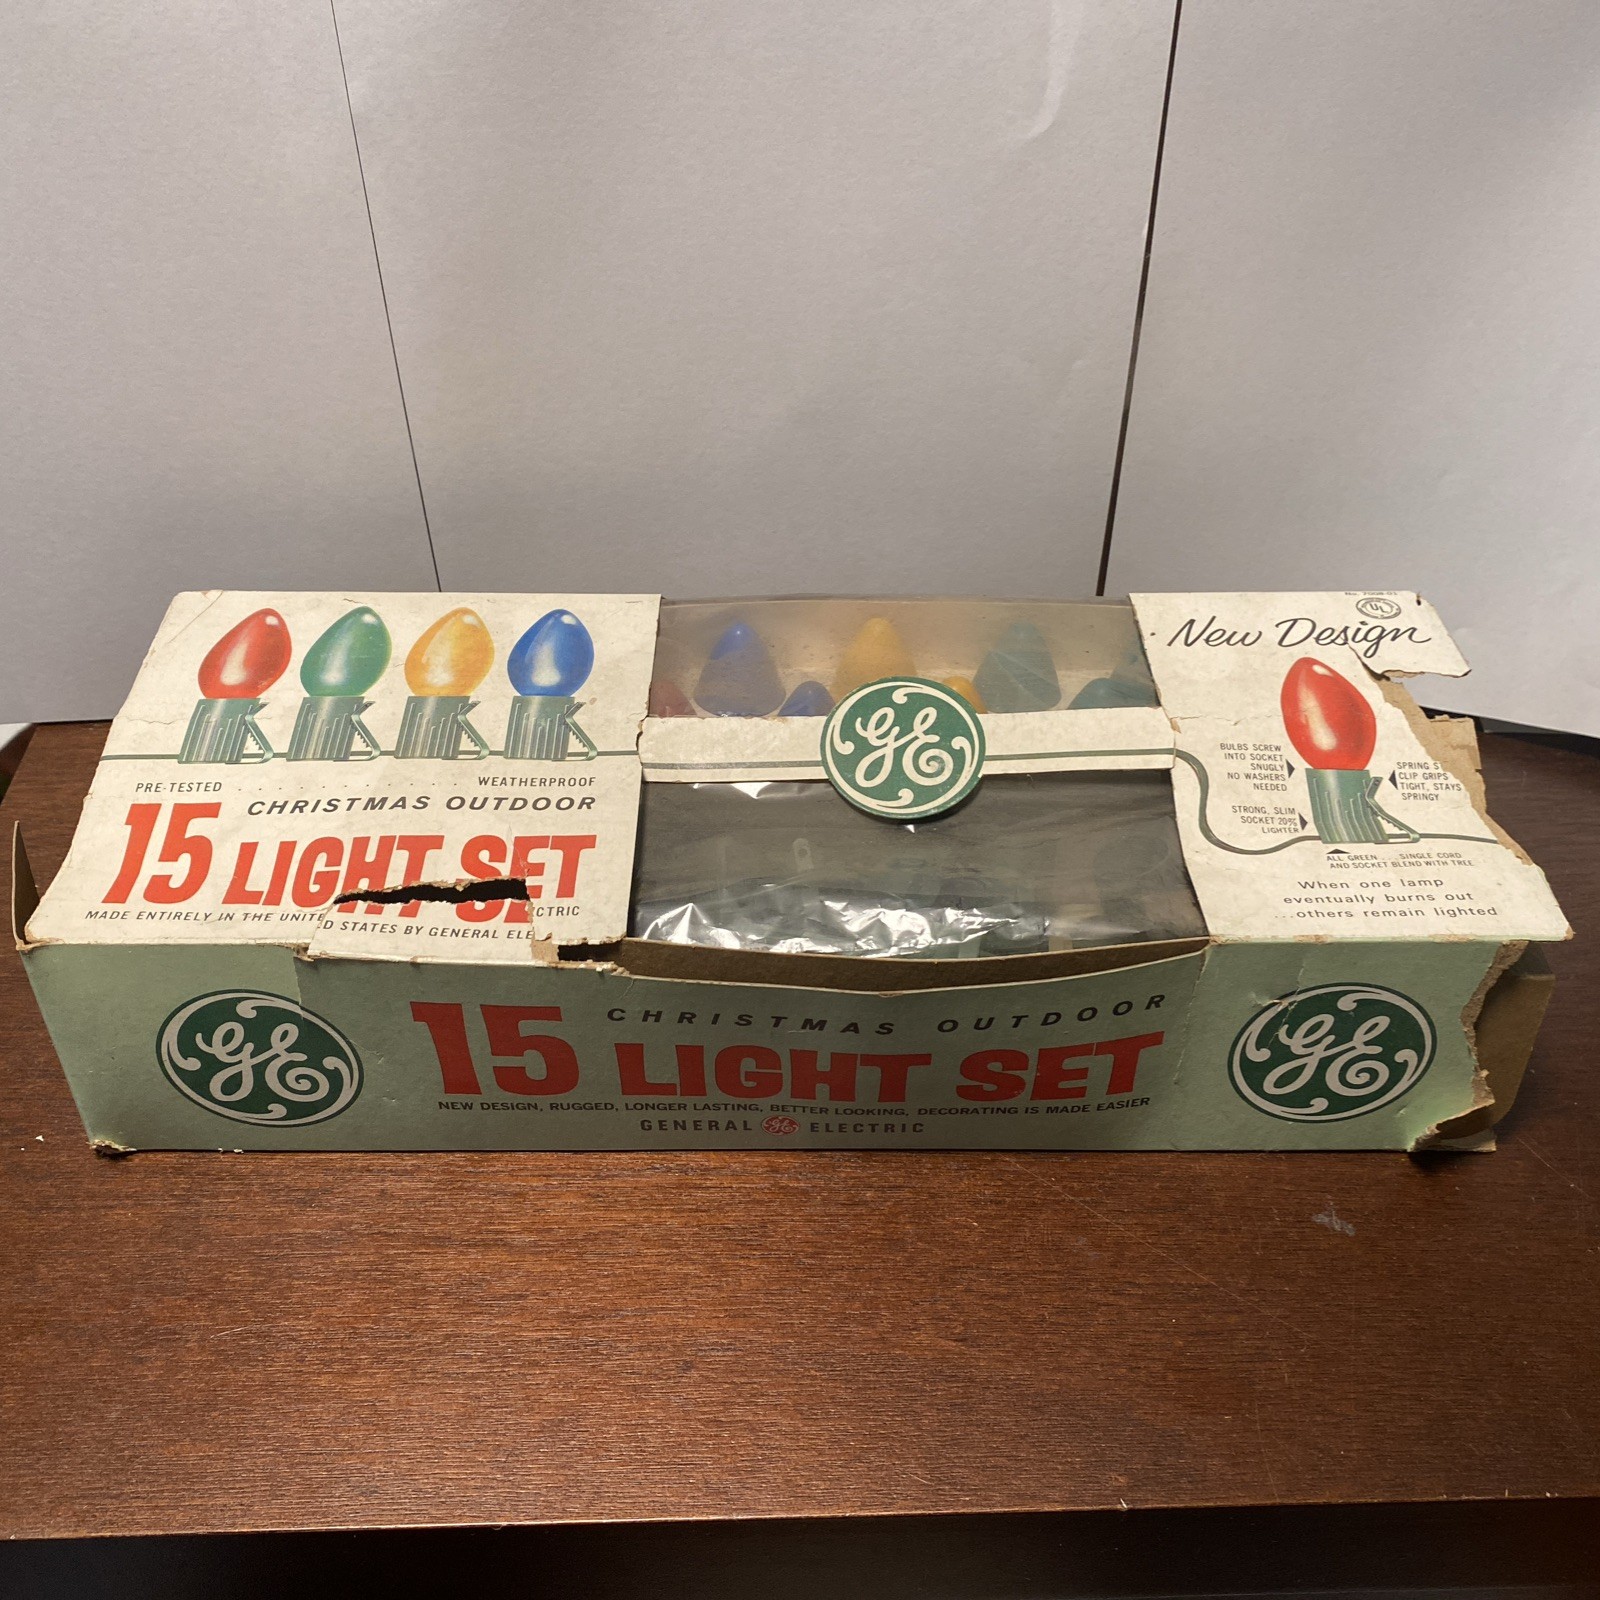 PRE-TESTED . . . . . . . . . . . . . WEATHERPROOF
CHRISTMAS OUTDOOR
15 LIGHT SET
MADE ENTIRELY IN THE UNITED STATES BY GENERAL ELECTRIC
GE
UL
New Design
BULBS SCREW
INTO SOCKET
SNUGLY
NO WASHERS
NEEDED
SPRING S
CLIP GRIPS
TIGHT, STAYS
SPRINGY
STRONG, SLIM
SOCKET 20%
LIGHTER
ALL GREEN ... SINGLE CORD
AND SOCKET BLEND WITH TREE
When one lamp
eventually burns out
...others remain lighted
GE
CHRISTMAS OUTDOOR
15 LIGHT SET
NEW DESIGN, RUGGED, LONGER LASTING, BETTER LOOKING, DECORATING IS MADE EASIER
GENERAL GE ELECTRIC
GE